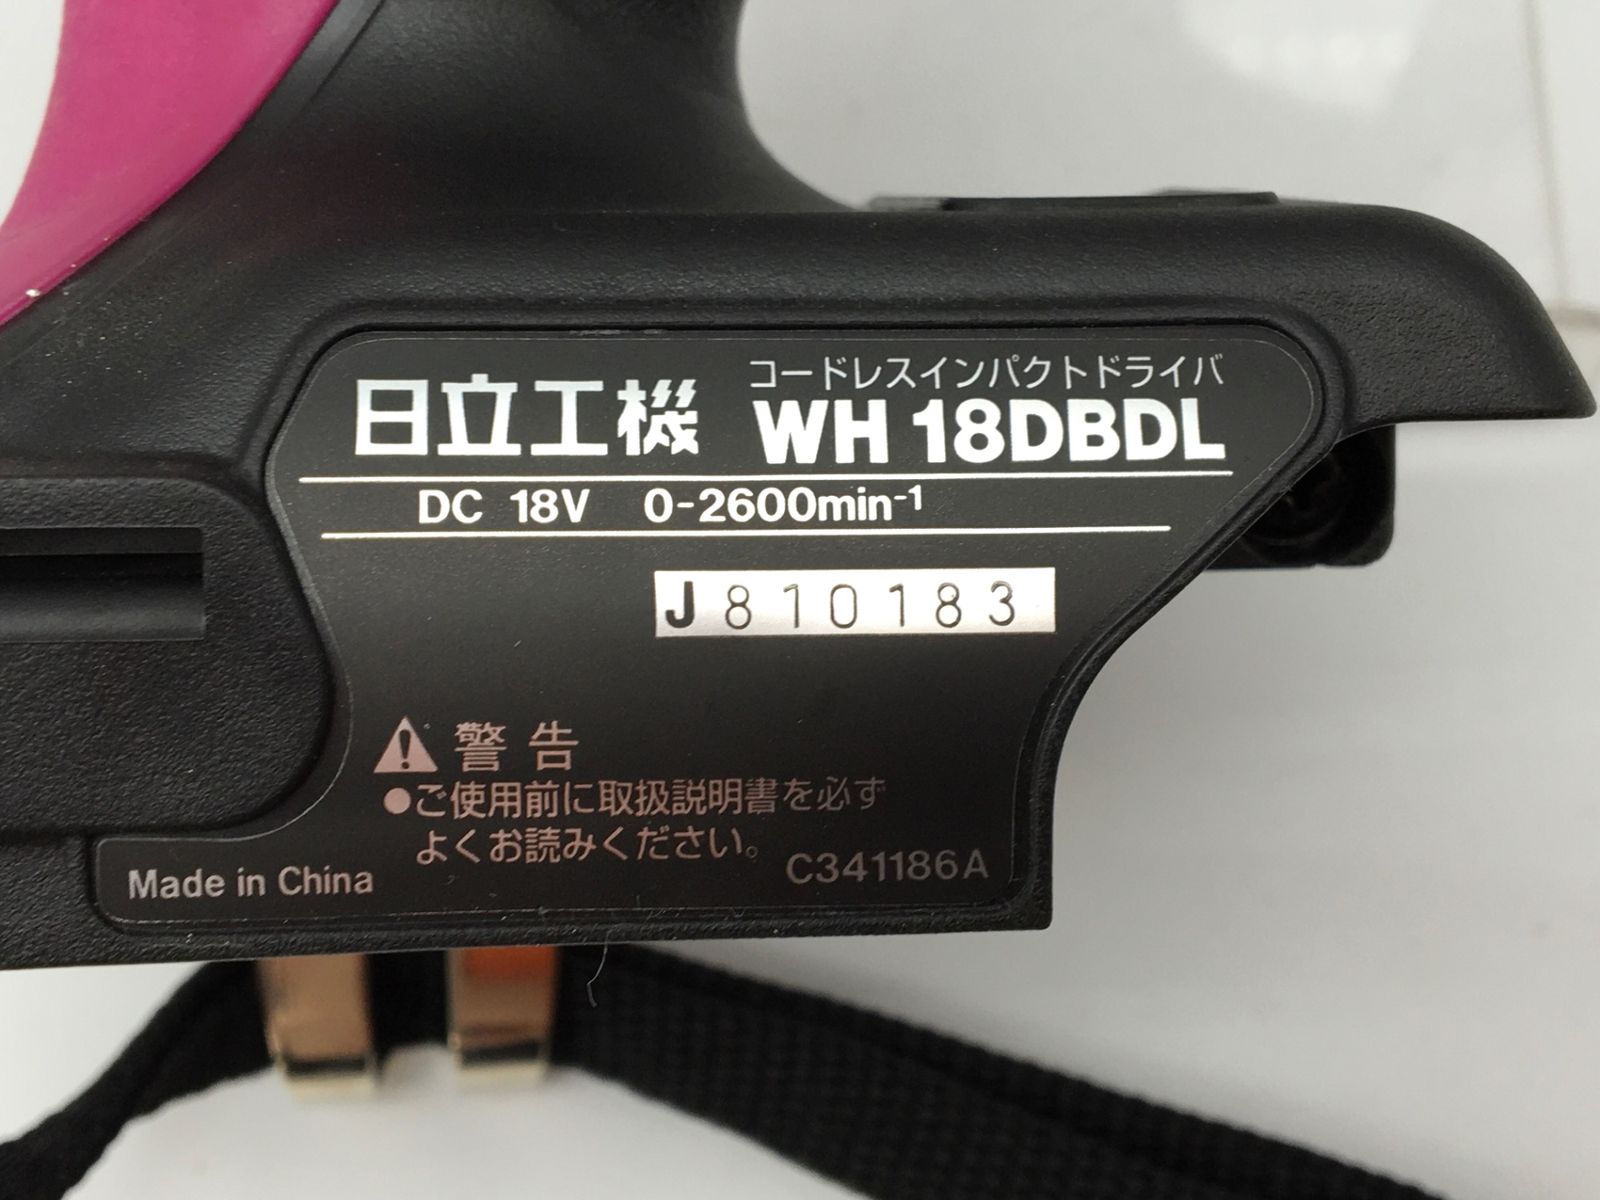 日立工機 コードレスインパクトドライバ
WH 18DBDL
DC 18V 0-2600min⁻¹
J810183
警告
●ご使用前に取扱説明書を必ず
よくお読みください。
Made in China C341186A